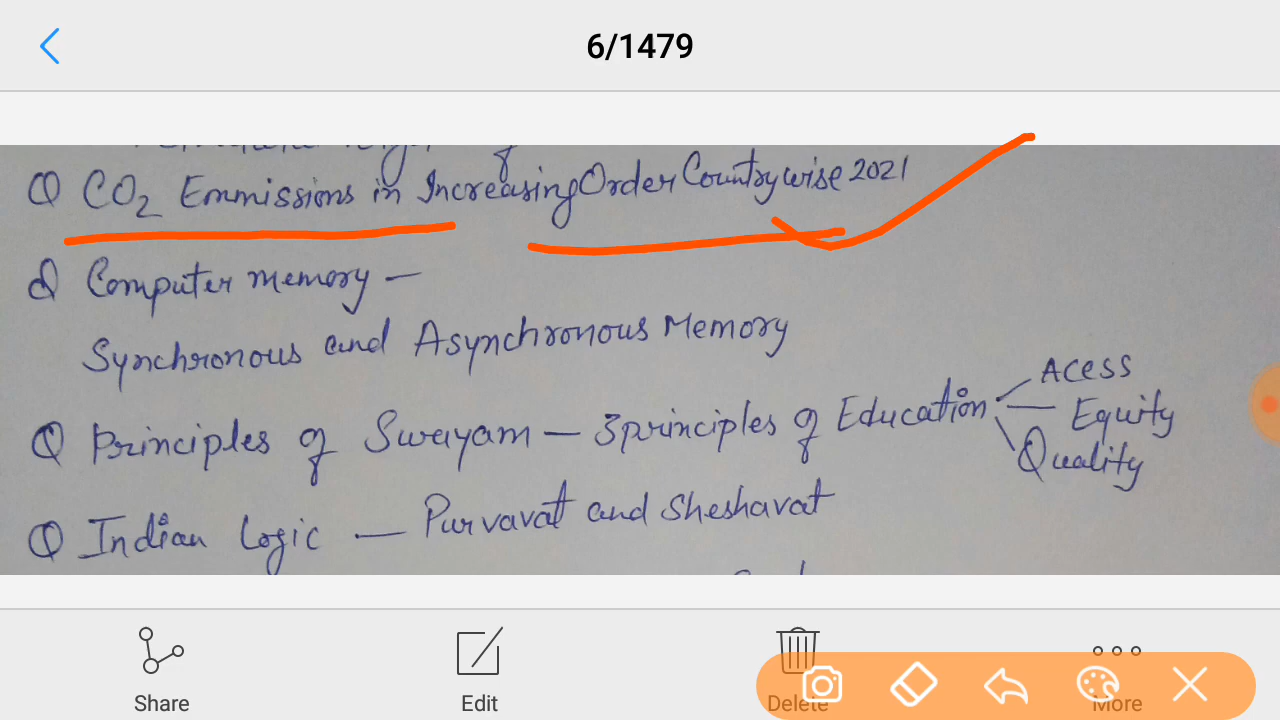 6/1479
Q CO2 Emmissions in Increasing Order Countrywise 2021
Q Computer memory -
Synchronous and Asynchronous Memory
Q Principles of Swayam - 3 principles of Education
Acess
Equity
Quality
Q Indian Logic - Purvavat and Sheshavat
Share
Edit
Delete
More